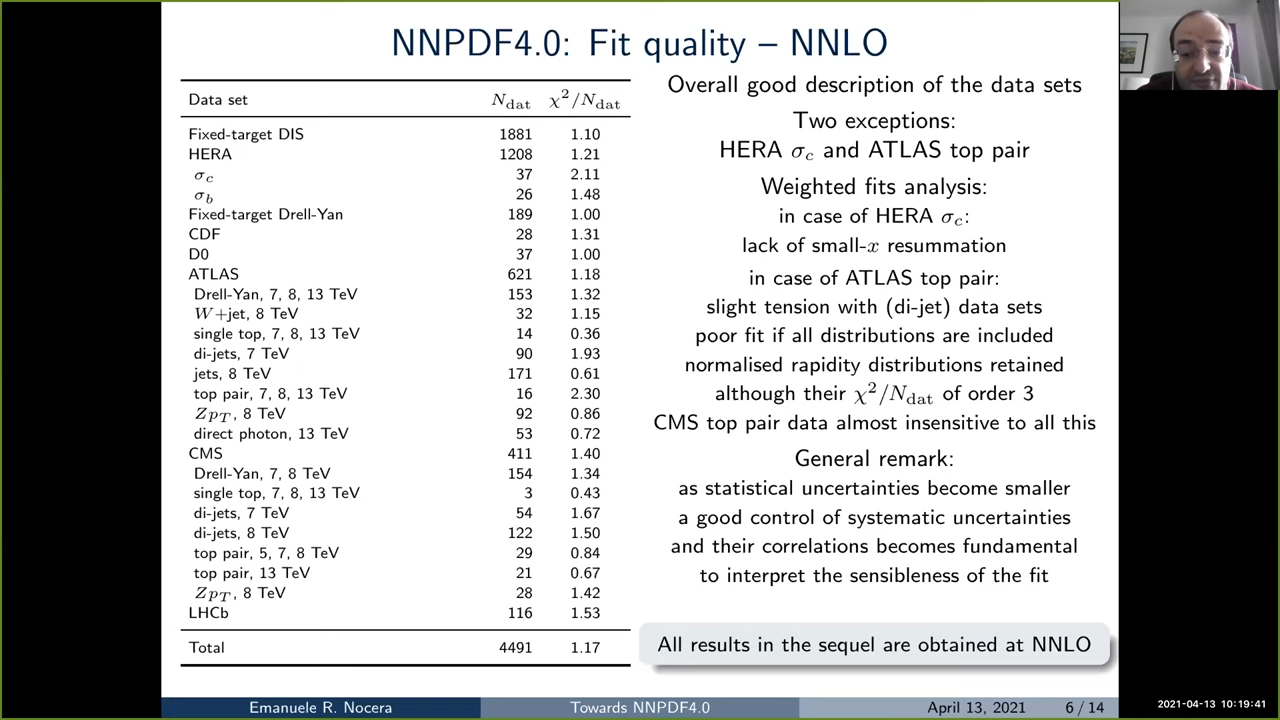 NNPDF4.0: Fit quality – NNLO
Data set N_dat χ²/N_dat
Fixed-target DIS 1881 1.10
HERA 1208 1.21
σ_c 37 2.11
σ_b 26 1.48
Fixed-target Drell-Yan 189 1.00
CDF 28 1.31
D0 37 1.00
ATLAS 621 1.18
Drell-Yan, 7, 8, 13 TeV 153 1.32
W+jet, 8 TeV 32 1.15
single top, 7, 8, 13 TeV 14 0.36
di-jets, 7 TeV 90 1.93
jets, 8 TeV 171 0.61
top pair, 7, 8, 13 TeV 16 2.30
Zp_T, 8 TeV 92 0.86
direct photon, 13 TeV 53 0.72
CMS 411 1.40
Drell-Yan, 7, 8 TeV 154 1.34
single top, 7, 8, 13 TeV 3 0.43
di-jets, 7 TeV 54 1.67
di-jets, 8 TeV 122 1.50
top pair, 5, 7, 8 TeV 29 0.84
top pair, 13 TeV 21 0.67
Zp_T, 8 TeV 28 1.42
LHCb 116 1.53
Total 4491 1.17
Overall good description of the data sets
Two exceptions:
HERA σ_c and ATLAS top pair
Weighted fits analysis:
in case of HERA σ_c:
lack of small-x resummation
in case of ATLAS top pair:
slight tension with (di-jet) data sets
poor fit if all distributions are included
normalised rapidity distributions retained
although their χ²/N_dat of order 3
CMS top pair data almost insensitive to all this
General remark:
as statistical uncertainties become smaller
a good control of systematic uncertainties
and their correlations becomes fundamental
to interpret the sensibleness of the fit
All results in the sequel are obtained at NNLO
Emanuele R. Nocera Towards NNPDF4.0 April 13, 2021 6 / 14
2021-04-13 10:19:41